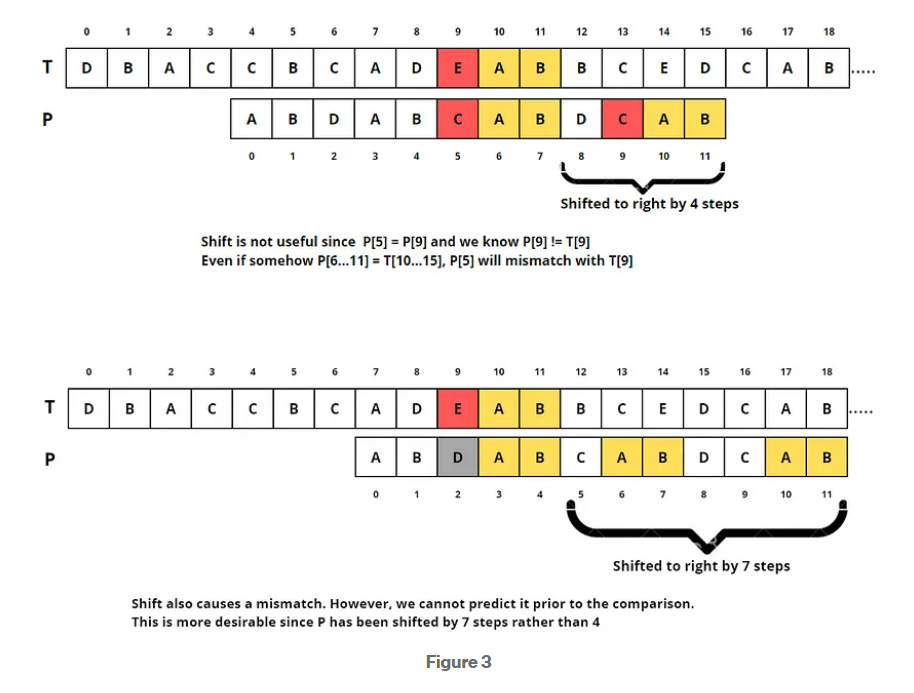 0 1 2 3 4 5 6 7 8 9 10 11 12 13 14 15 16 17 18
T D B A C C B C A D E A B B C E D C A B .....
P A B D A B C A B D C A B
0 1 2 3 4 5 6 7 8 9 10 11
Shifted to right by 4 steps
Shift is not useful since P[5] = P[9] and we know P[9] != T[9]
Even if somehow P[6...11] = T[10...15], P[5] will mismatch with T[9]
0 1 2 3 4 5 6 7 8 9 10 11 12 13 14 15 16 17 18
T D B A C C B C A D E A B B C E D C A B .....
P A B D A B C A B D C A B
0 1 2 3 4 5 6 7 8 9 10 11
Shifted to right by 7 steps
Shift also causes a mismatch. However, we cannot predict it prior to the comparison.
This is more desirable since P has been shifted by 7 steps rather than 4
Figure 3